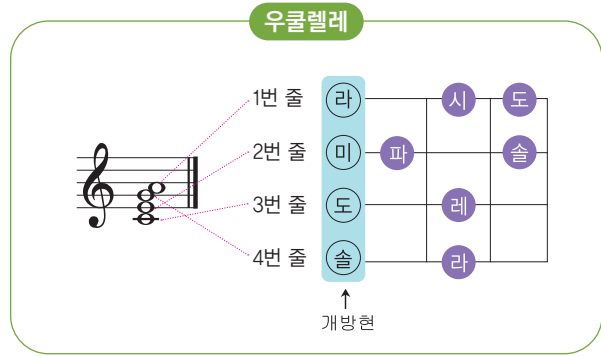 우쿨렐레
1번 줄 라 시 도
2번 줄 미 파 솔
3번 줄 도 레
4번 줄 솔 라
개방현